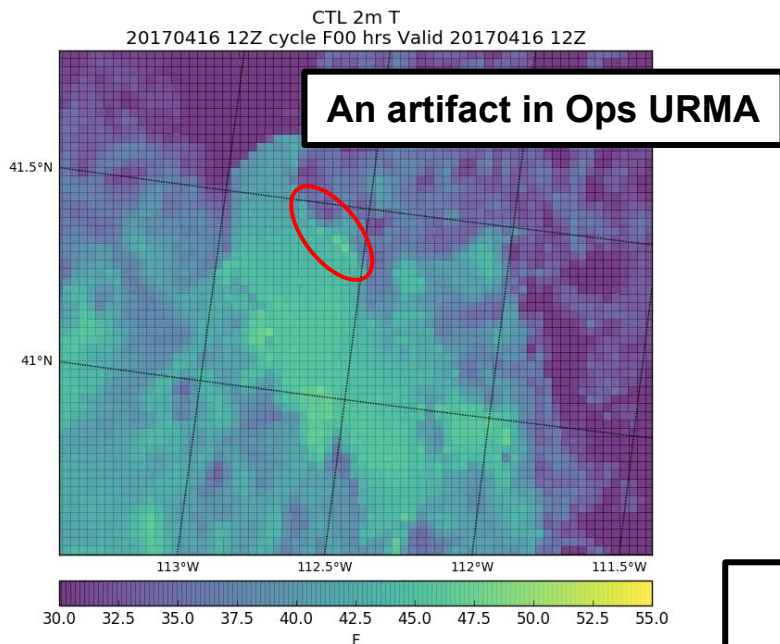 CTL 2m T
20170416 12Z cycle F00 hrs Valid 20170416 12Z
An artifact in Ops URMA
41.5°N
41°N
113°W 112.5°W 112°W 111.5°W
30.0 32.5 35.0 37.5 40.0 42.5 45.0 47.5 50.0 52.5 55.0
F